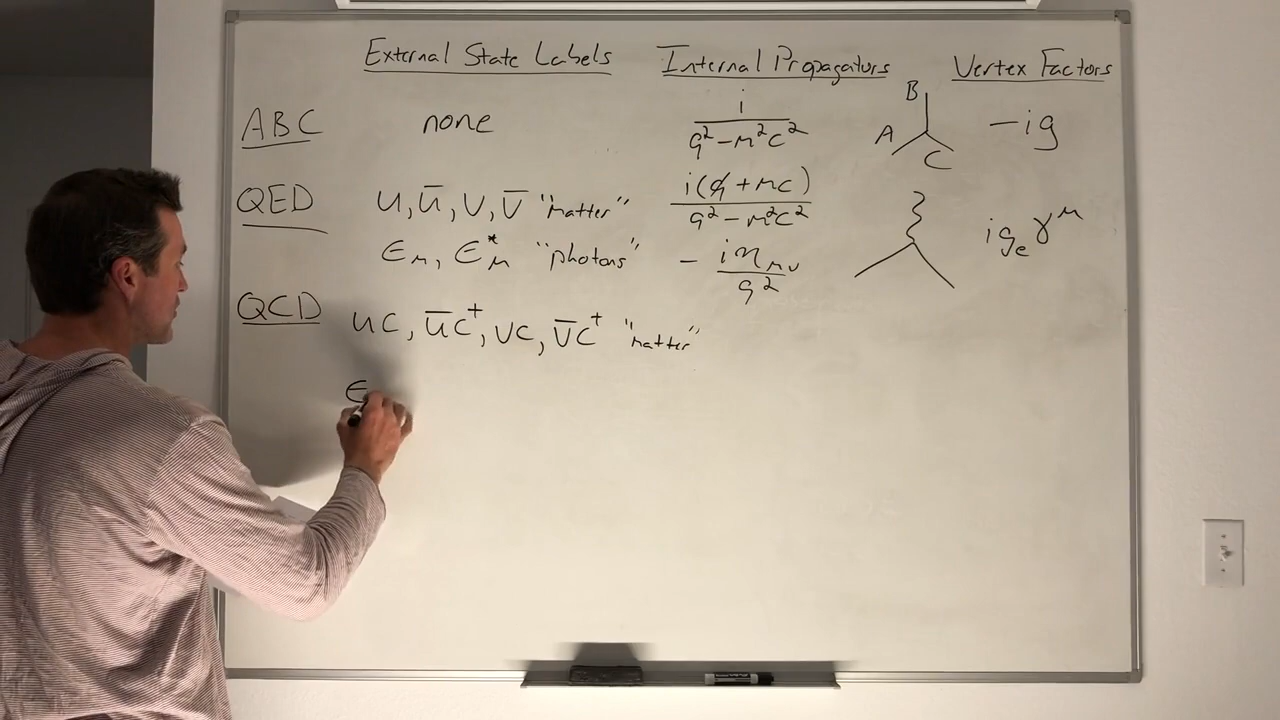 External State Labels Internal Propagators Vertex Factors
ABC none i / (q² - m²c²) B A C -ig
QED u, ū, v, v̄ "matter" i(q̸ + mc) / (q² - m²c²) i gₑ γ^μ
ϵ_μ, ϵ*_μ "photons" - iη_μν / q²
QCD uc, ūc†, vc, v̄c† "matter"
ϵ